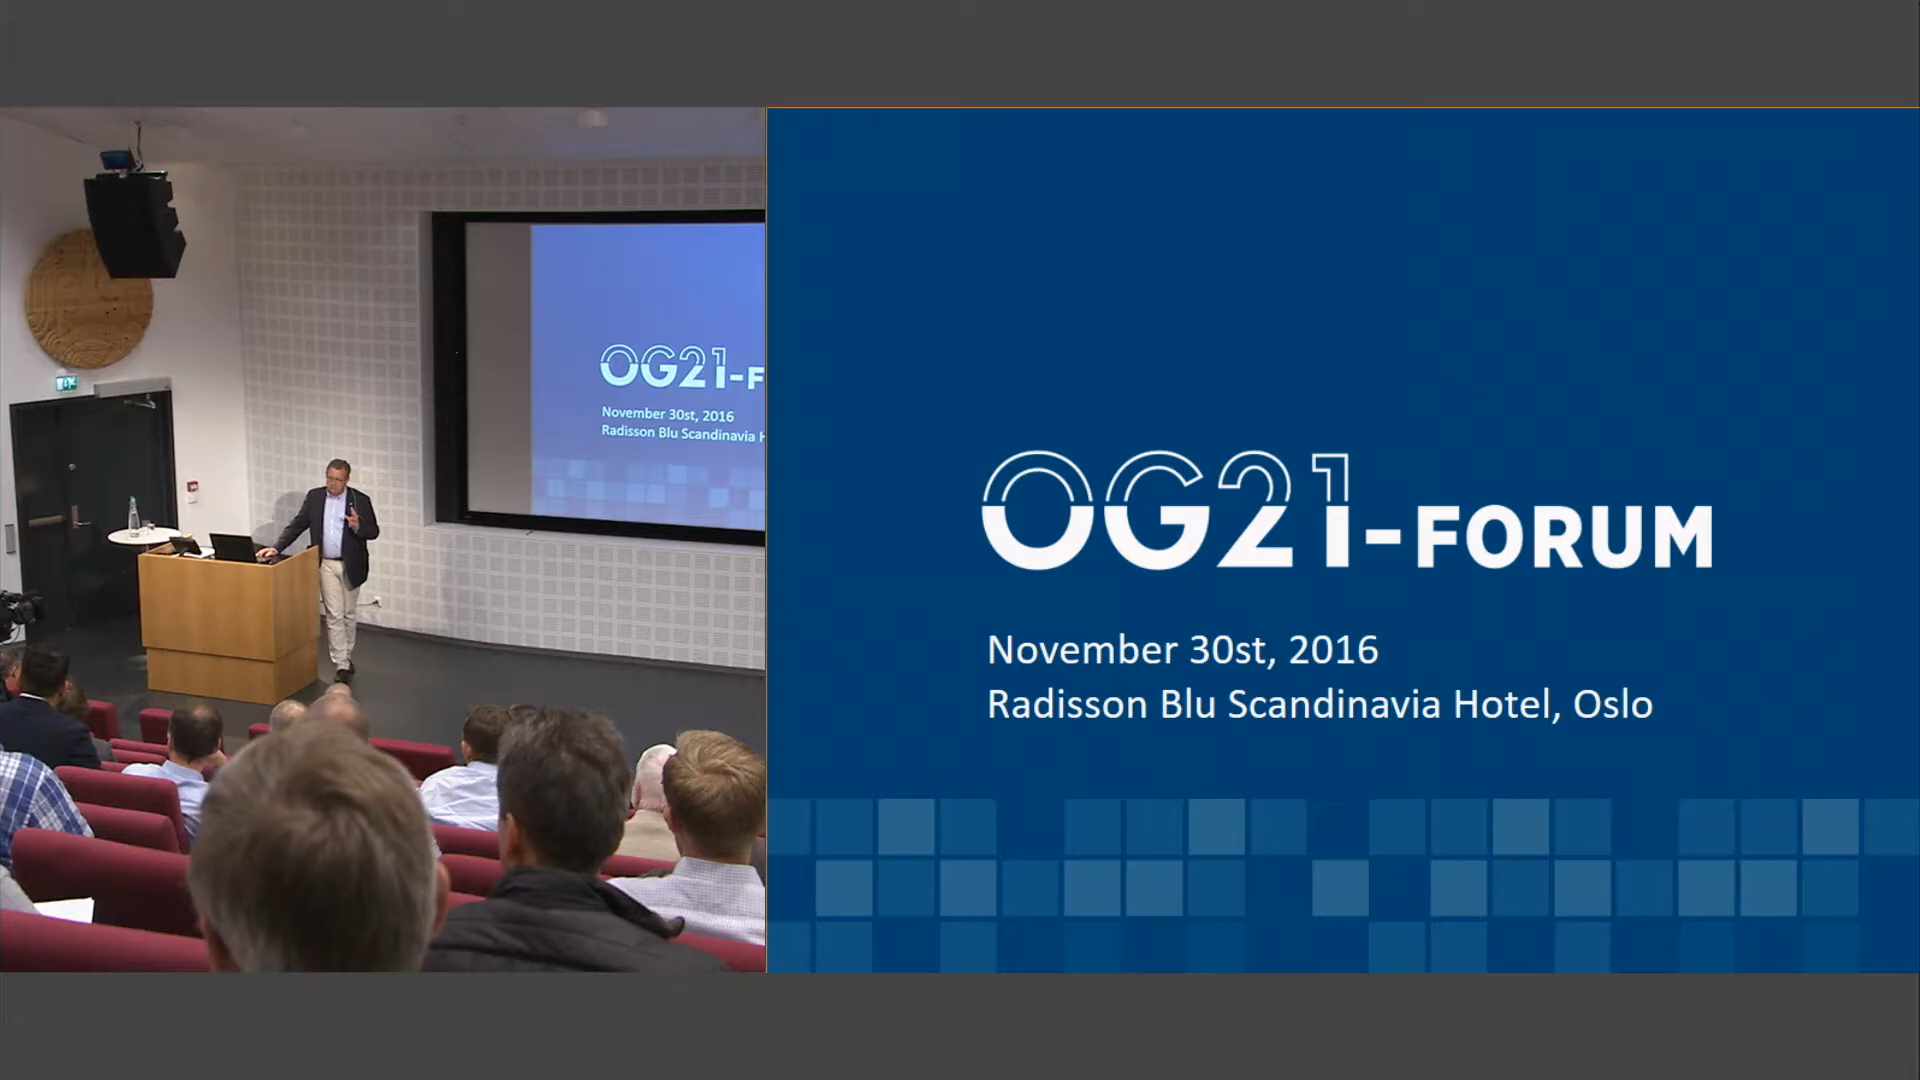 OG21-F
November 30st, 2016
Radisson Blu Scandinavia H
OG21-FORUM
November 30st, 2016
Radisson Blu Scandinavia Hotel, Oslo